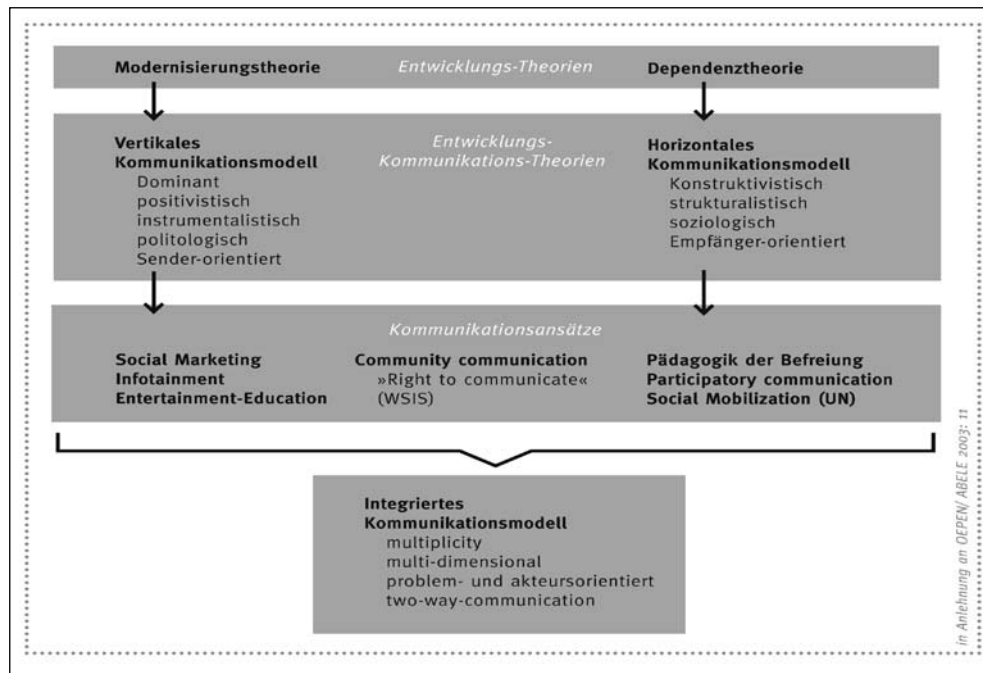 Modernisierungstheorie
Entwicklungs-Theorien
Dependenztheorie
Vertikales
Kommunikationsmodell
Dominant
positivistisch
instrumentalistisch
politologisch
Sender-orientiert
Entwicklungs-
Kommunikations-Theorien
Horizontales
Kommunikationsmodell
Konstruktivistisch
strukturalistisch
soziologisch
Empfänger-orientiert
Kommunikationsansätze
Social Marketing
Infotainment
Entertainment-Education
Community communication
»Right to communicate«
(WSIS)
Pädagogik der Befreiung
Participatory communication
Social Mobilization (UN)
Integriertes
Kommunikationsmodell
multiplicity
multi-dimensional
problem- und akteursorientiert
two-way-communication
in Anlehnung an OEPEN/ ABELE 2003: 11